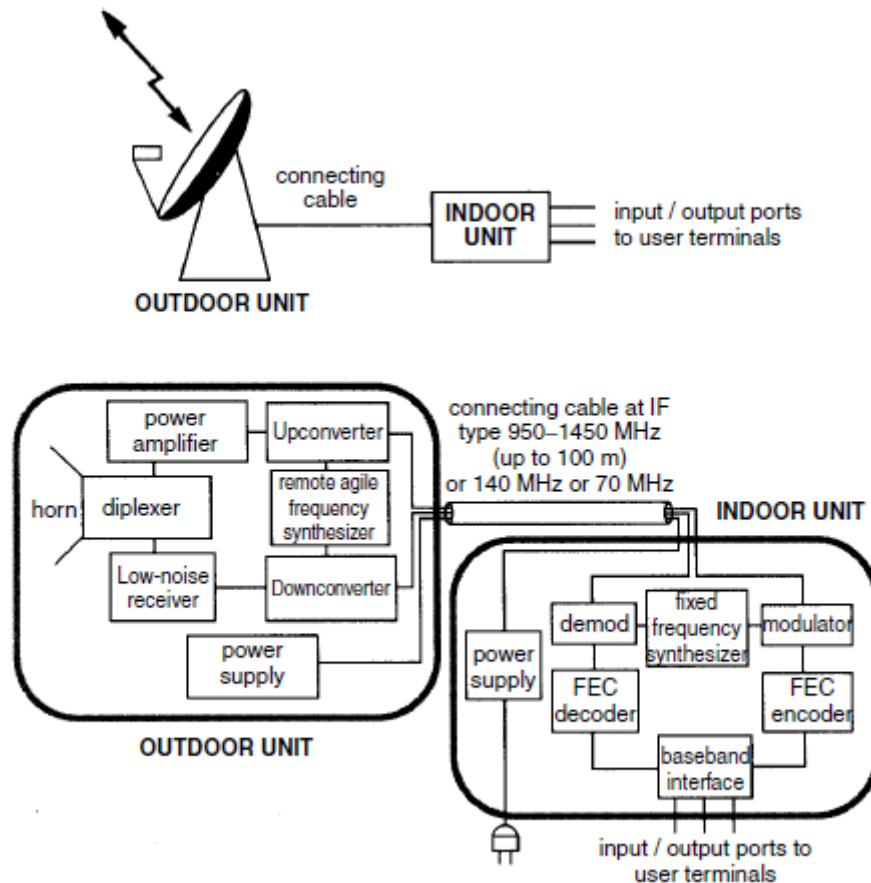 connecting
cable
INDOOR
UNIT
input / output ports
to user terminals
OUTDOOR UNIT
connecting cable at IF
type 950–1450 MHz
(up to 100 m)
or 140 MHz or 70 MHz
power
amplifier
Upconverter
horn
diplexer
remote agile
frequency
synthesizer
Low-noise
receiver
Downconverter
power
supply
OUTDOOR UNIT
INDOOR UNIT
power
supply
demod
fixed
frequency
synthesizer
modulator
FEC
decoder
FEC
encoder
baseband
interface
input / output ports to
user terminals